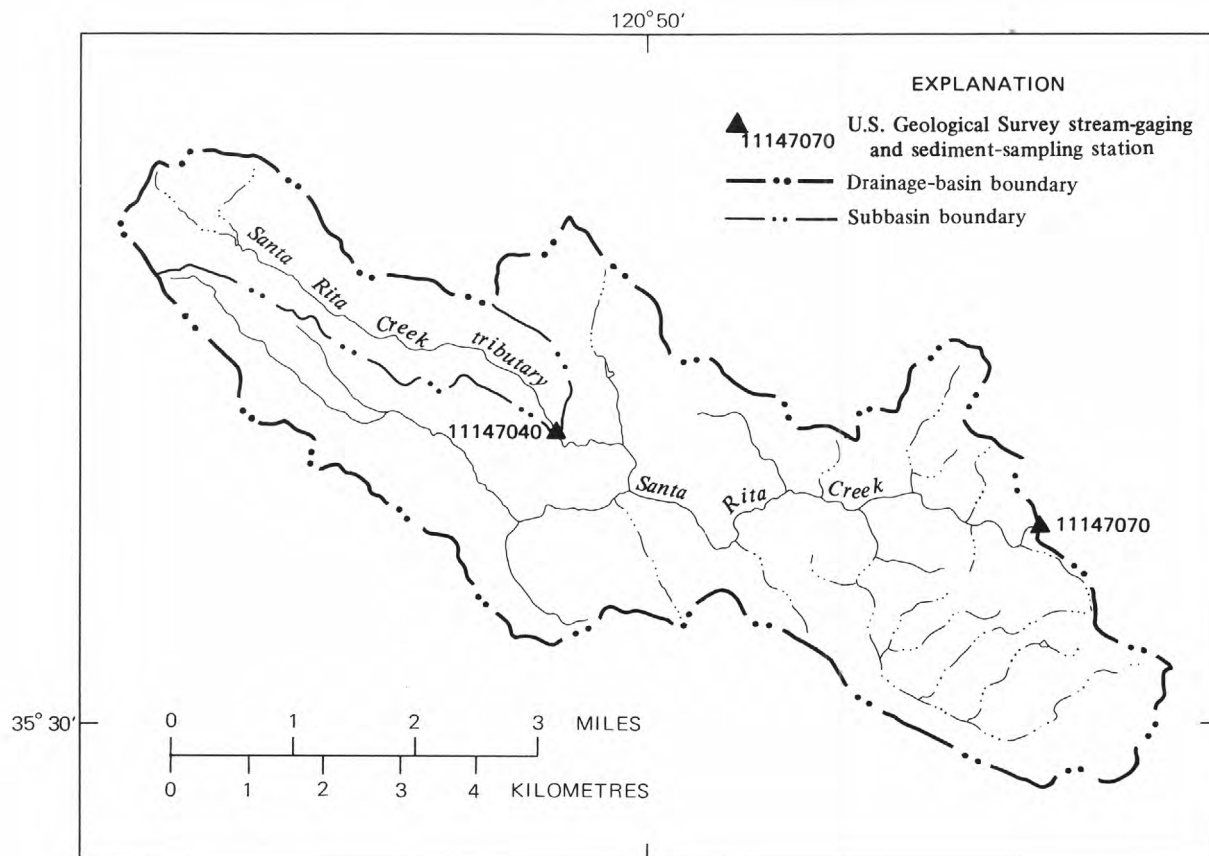 120°50'
EXPLANATION
11147070
U.S. Geological Survey stream-gaging
and sediment-sampling station
Drainage-basin boundary
Subbasin boundary
Santa Rita Creek tributary
11147040
Santa Rita Creek
11147070
35°30'
0 1 2 3 MILES
0 1 2 3 4 KILOMETRES